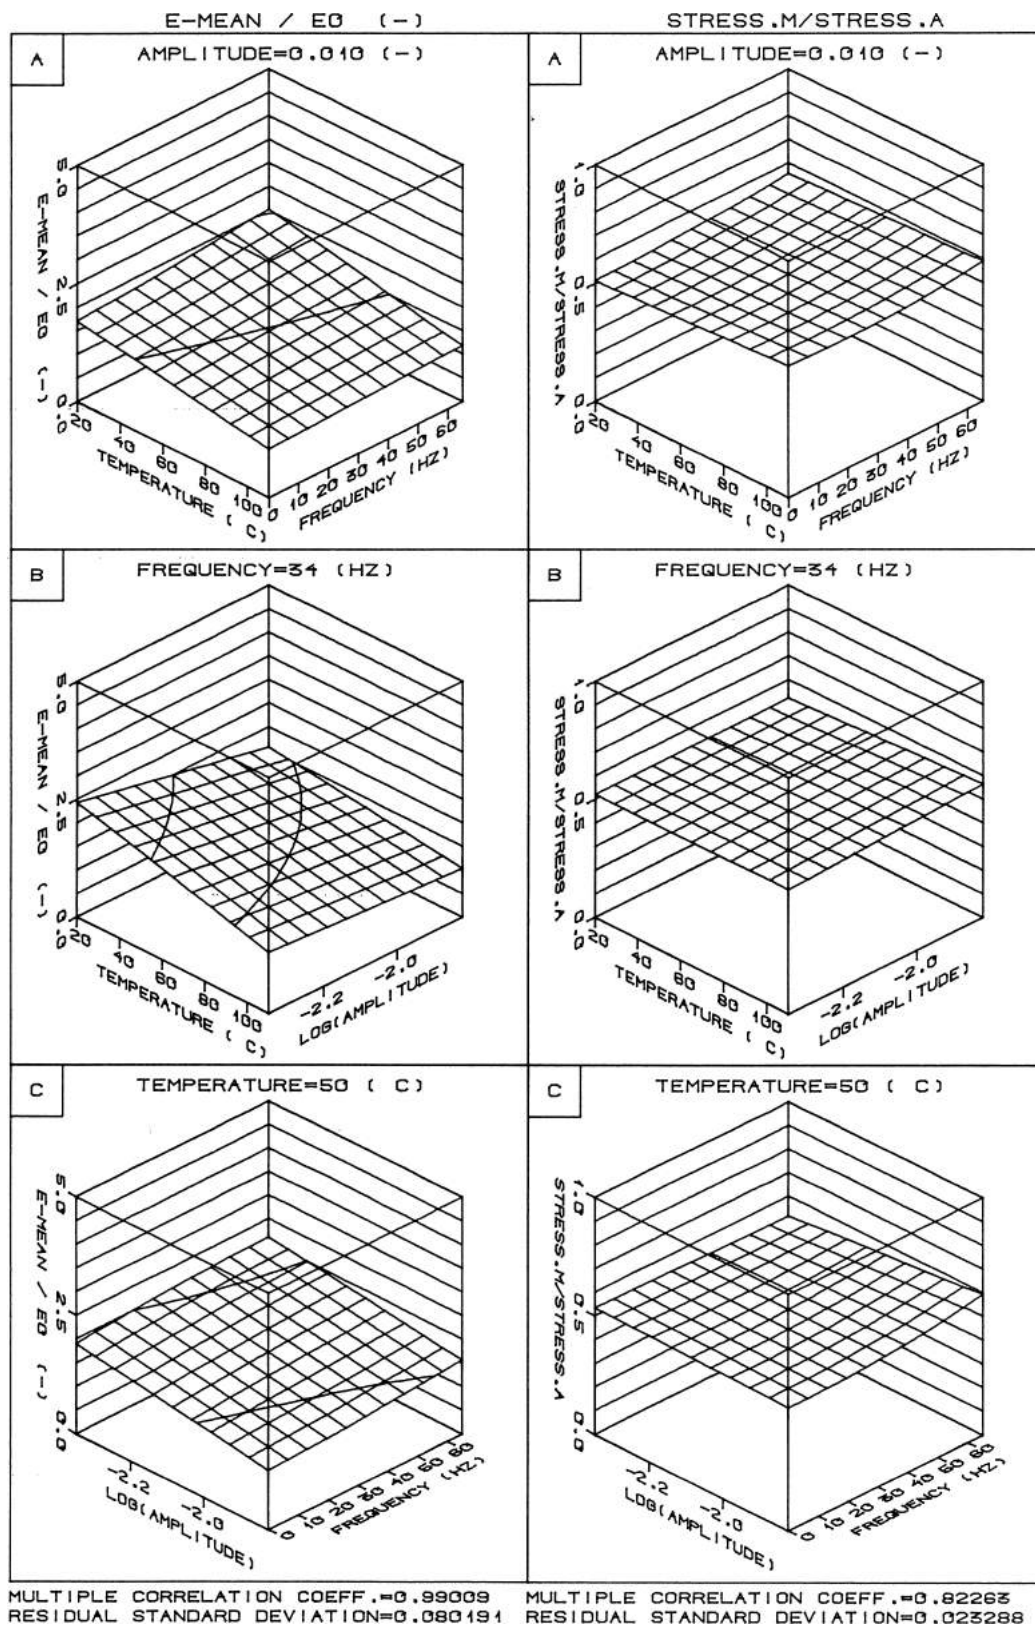 E-MEAN / EØ (-)
STRESS.M/STRESS.A
A
AMPLITUDE=0.010 (-)
5.0
2.5
0.0
E-MEAN / EØ (-)
20 40 60 80 100
TEMPERATURE ( C)
0 10 20 30 40 50 60
FREQUENCY (HZ)
A
AMPLITUDE=0.010 (-)
1.0
0.5
0.0
STRESS.M/STRESS.A
20 40 60 80 100
TEMPERATURE ( C)
0 10 20 30 40 50 60
FREQUENCY (HZ)
B
FREQUENCY=34 (HZ)
5.0
2.5
0.0
E-MEAN / EØ (-)
20 40 60 80 100
TEMPERATURE ( C)
-2.2 -2.0
LOG(AMPLITUDE)
B
FREQUENCY=34 (HZ)
1.0
0.5
0.0
STRESS.M/STRESS.A
20 40 60 80 100
TEMPERATURE ( C)
-2.2 -2.0
LOG(AMPLITUDE)
C
TEMPERATURE=50 ( C)
5.0
2.5
0.0
E-MEAN / EØ (-)
-2.2 -2.0
LOG(AMPLITUDE)
0 10 20 30 40 50 60
FREQUENCY (HZ)
C
TEMPERATURE=50 ( C)
1.0
0.5
0.0
STRESS.M/STRESS.A
-2.2 -2.0
LOG(AMPLITUDE)
0 10 20 30 40 50 60
FREQUENCY (HZ)
MULTIPLE CORRELATION COEFF.=0.99009
RESIDUAL STANDARD DEVIATION=0.080191
MULTIPLE CORRELATION COEFF.=0.82263
RESIDUAL STANDARD DEVIATION=0.023288